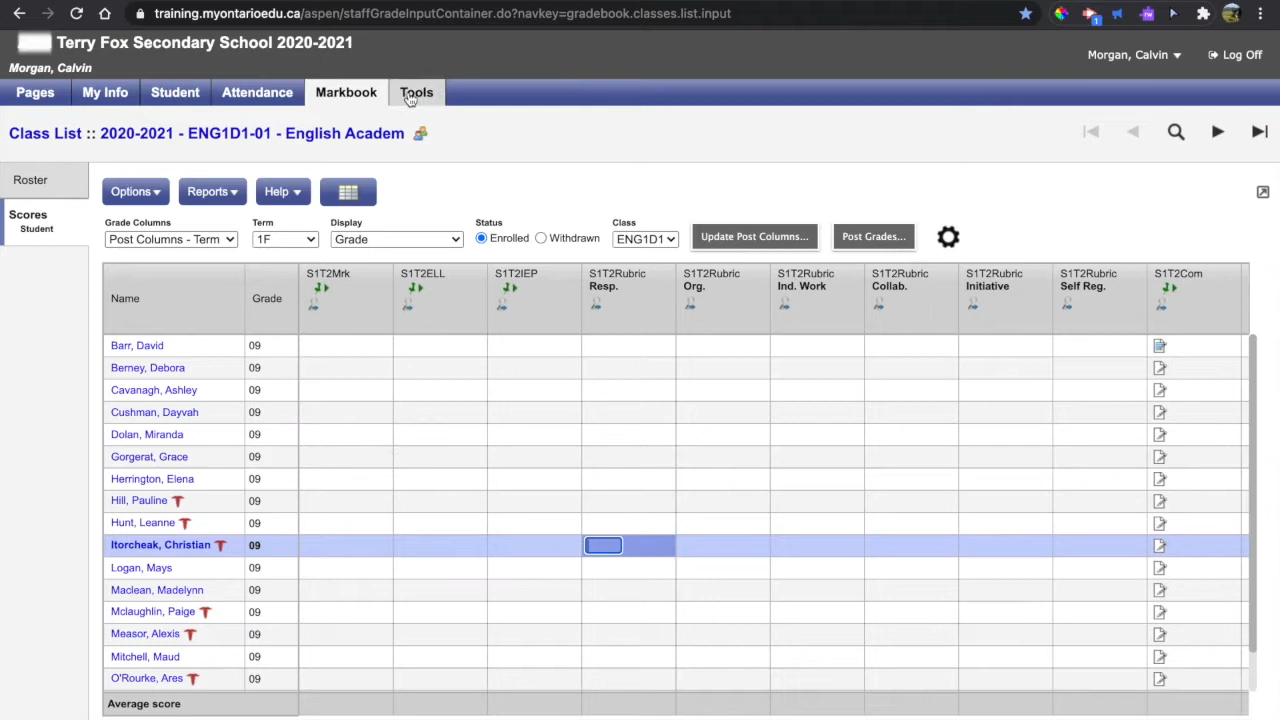 training.myontarioedu.ca/aspen/staffGradeInputContainer.do?navkey=gradebook.classes.list.input
1
Terry Fox Secondary School 2020-2021
Morgan, Calvin
Morgan, Calvin
Log Off
Pages
My Info
Student
Attendance
Markbook
Tools
Class List :: 2020-2021 - ENG1D1-01 - English Academ
Roster
Scores
Student
Options
Reports
Help
Grade Columns
Term
Display
Status
Class
Post Columns - Term
1F
Grade
Enrolled
Withdrawn
ENG1D1
Update Post Columns...
Post Grades...
Name
Grade
S1T2Mrk
S1T2ELL
S1T2IEP
S1T2Rubric
Resp.
S1T2Rubric
Org.
S1T2Rubric
Ind. Work
S1T2Rubric
Collab.
S1T2Rubric
Initiative
S1T2Rubric
Self Reg.
S1T2Com
Barr, David 09
Berney, Debora 09
Cavanagh, Ashley 09
Cushman, Dayvah 09
Dolan, Miranda 09
Gorgerat, Grace 09
Herrington, Elena 09
Hill, Pauline 09
Hunt, Leanne 09
Itorcheak, Christian 09
Logan, Mays 09
Maclean, Madelynn 09
Mclaughlin, Paige 09
Measor, Alexis 09
Mitchell, Maud 09
O'Rourke, Ares 09
Average score